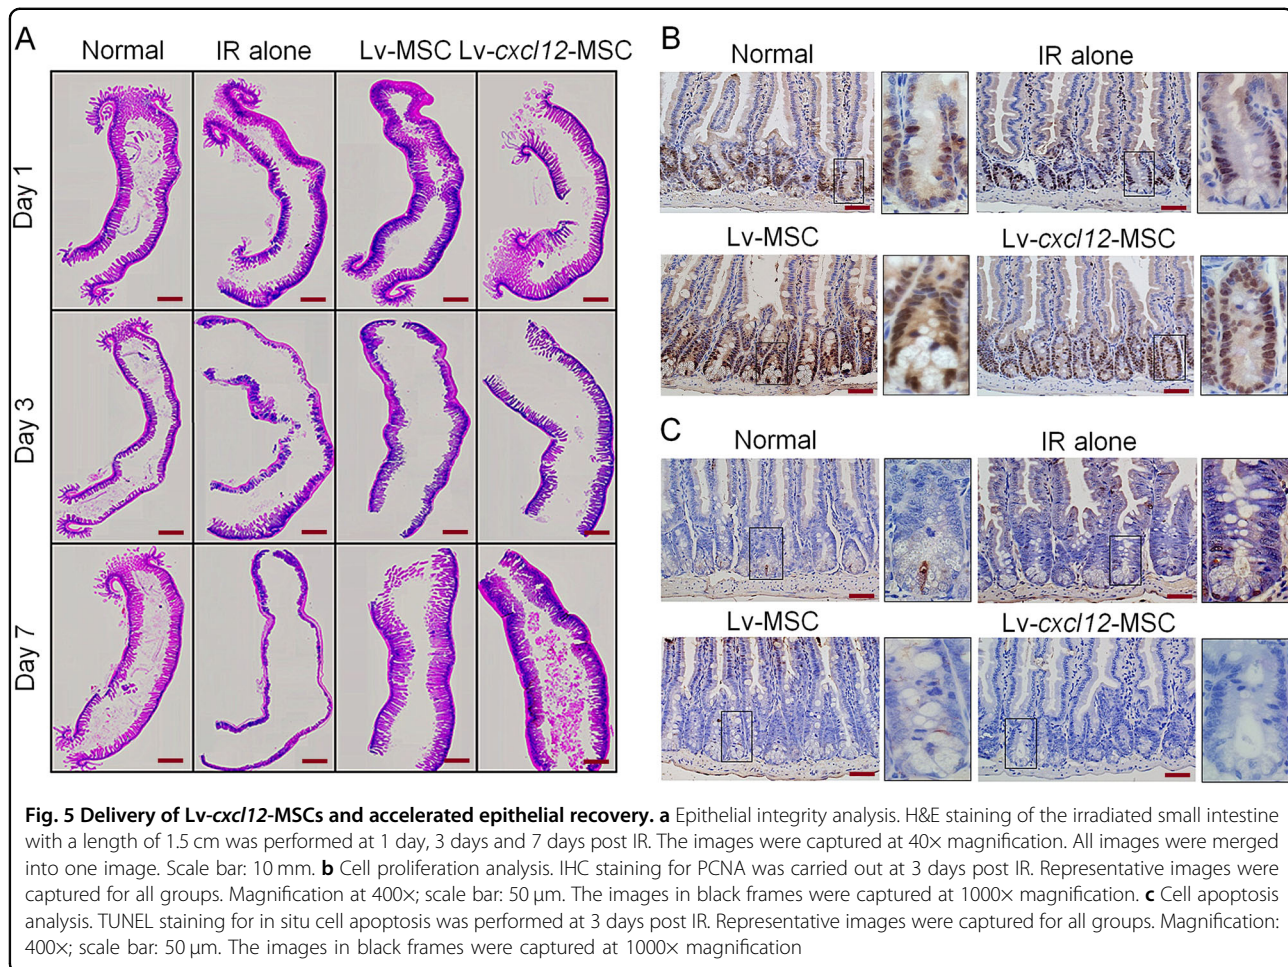 A
Normal IR alone Lv-MSC Lv-cxcl12-MSC
Day 1
Day 3
Day 7
B
Normal IR alone
Lv-MSC Lv-cxcl12-MSC
C
Normal IR alone
Lv-MSC Lv-cxcl12-MSC
Fig. 5 Delivery of Lv-cxcl12-MSCs and accelerated epithelial recovery. a Epithelial integrity analysis. H&E staining of the irradiated small intestine
with a length of 1.5 cm was performed at 1 day, 3 days and 7 days post IR. The images were captured at 40× magnification. All images were merged
into one image. Scale bar: 10 mm. b Cell proliferation analysis. IHC staining for PCNA was carried out at 3 days post IR. Representative images were
captured for all groups. Magnification at 400×; scale bar: 50 μm. The images in black frames were captured at 1000× magnification. c Cell apoptosis
analysis. TUNEL staining for in situ cell apoptosis was performed at 3 days post IR. Representative images were captured for all groups. Magnification:
400×; scale bar: 50 μm. The images in black frames were captured at 1000× magnification